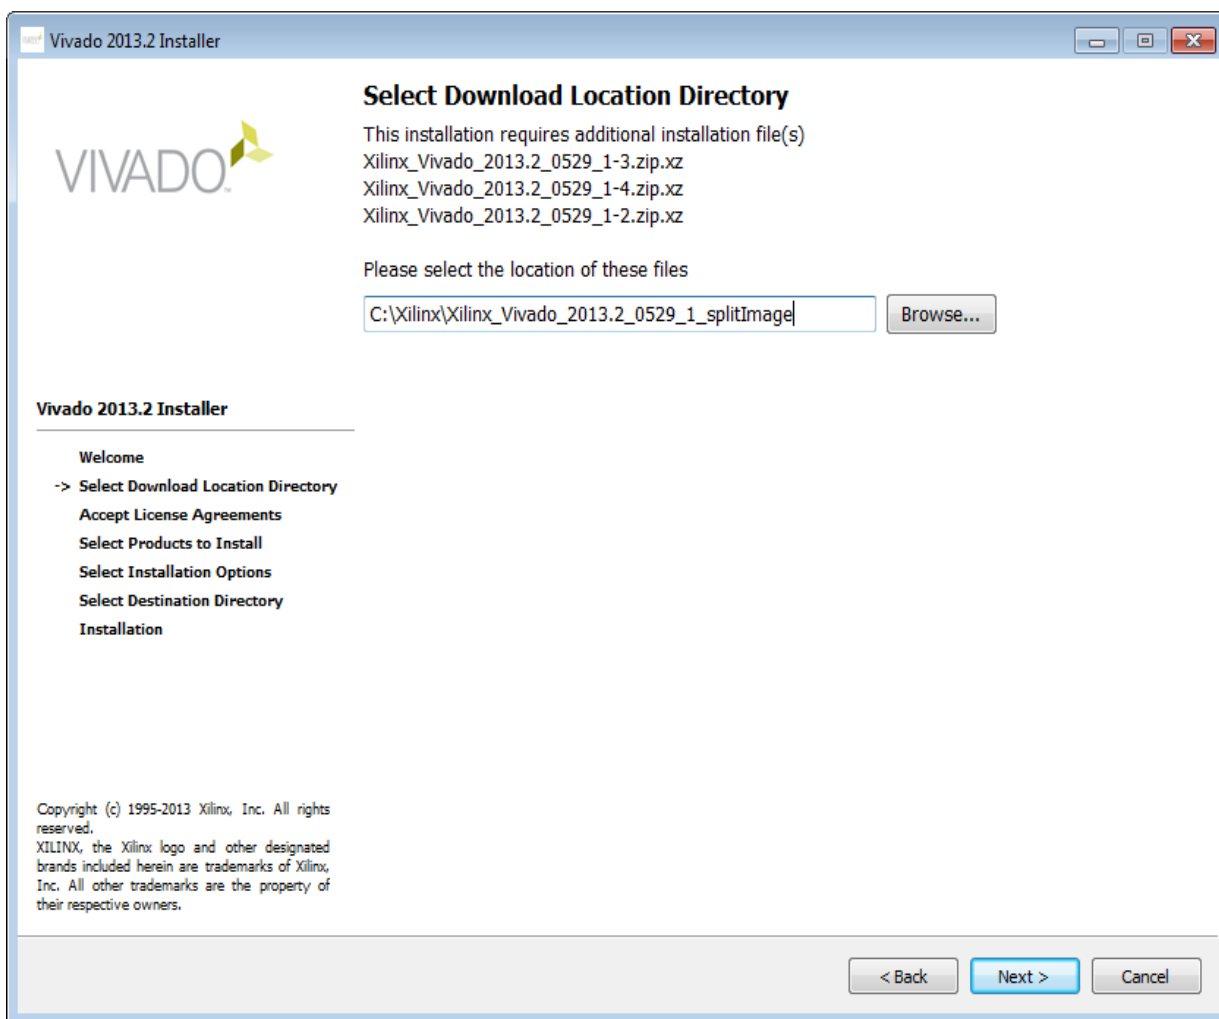 Vivado 2013.2 Installer
VIVADO
Select Download Location Directory
This installation requires additional installation file(s)
Xilinx_Vivado_2013.2_0529_1-3.zip.xz
Xilinx_Vivado_2013.2_0529_1-4.zip.xz
Xilinx_Vivado_2013.2_0529_1-2.zip.xz
Please select the location of these files
C:\Xilinx\Xilinx_Vivado_2013.2_0529_1_splitImage
Browse...
Vivado 2013.2 Installer
Welcome
-> Select Download Location Directory
Accept License Agreements
Select Products to Install
Select Installation Options
Select Destination Directory
Installation
Copyright (c) 1995-2013 Xilinx, Inc. All rights
reserved.
XILINX, the Xilinx logo and other designated
brands included herein are trademarks of Xilinx,
Inc. All other trademarks are the property of
their respective owners.
< Back
Next >
Cancel